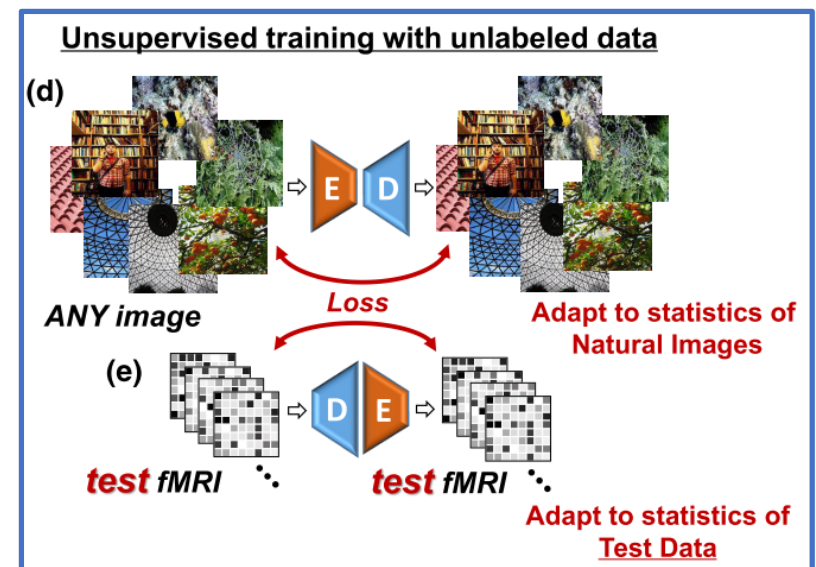 Unsupervised training with unlabeled data
(d)
E D
Loss
ANY image
Adapt to statistics of
Natural Images
(e)
D E
test fMRI
test fMRI
Adapt to statistics of
Test Data